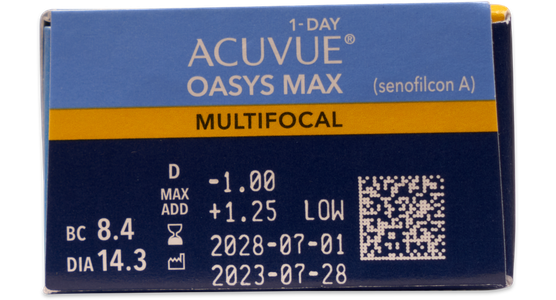 1-DAY
ACUVUE®
OASYS MAX (senofilcon A)
MULTIFOCAL
D -1.00
MAX ADD +1.25 LOW
BC 8.4 2028-07-01
DIA 14.3 2023-07-28